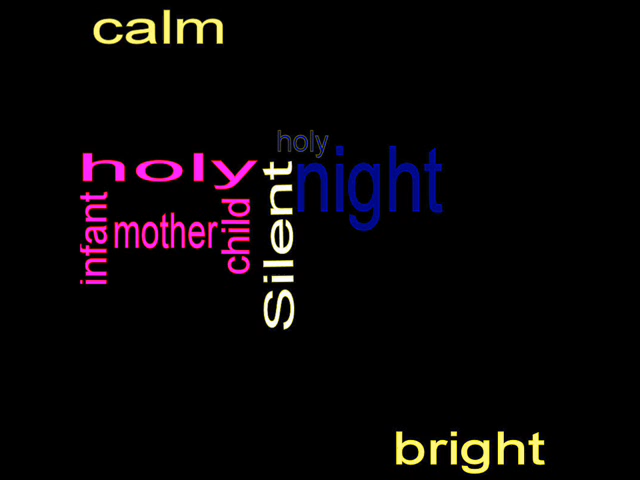 calm
holy
night
holy
Silent
infant
mother
child
bright